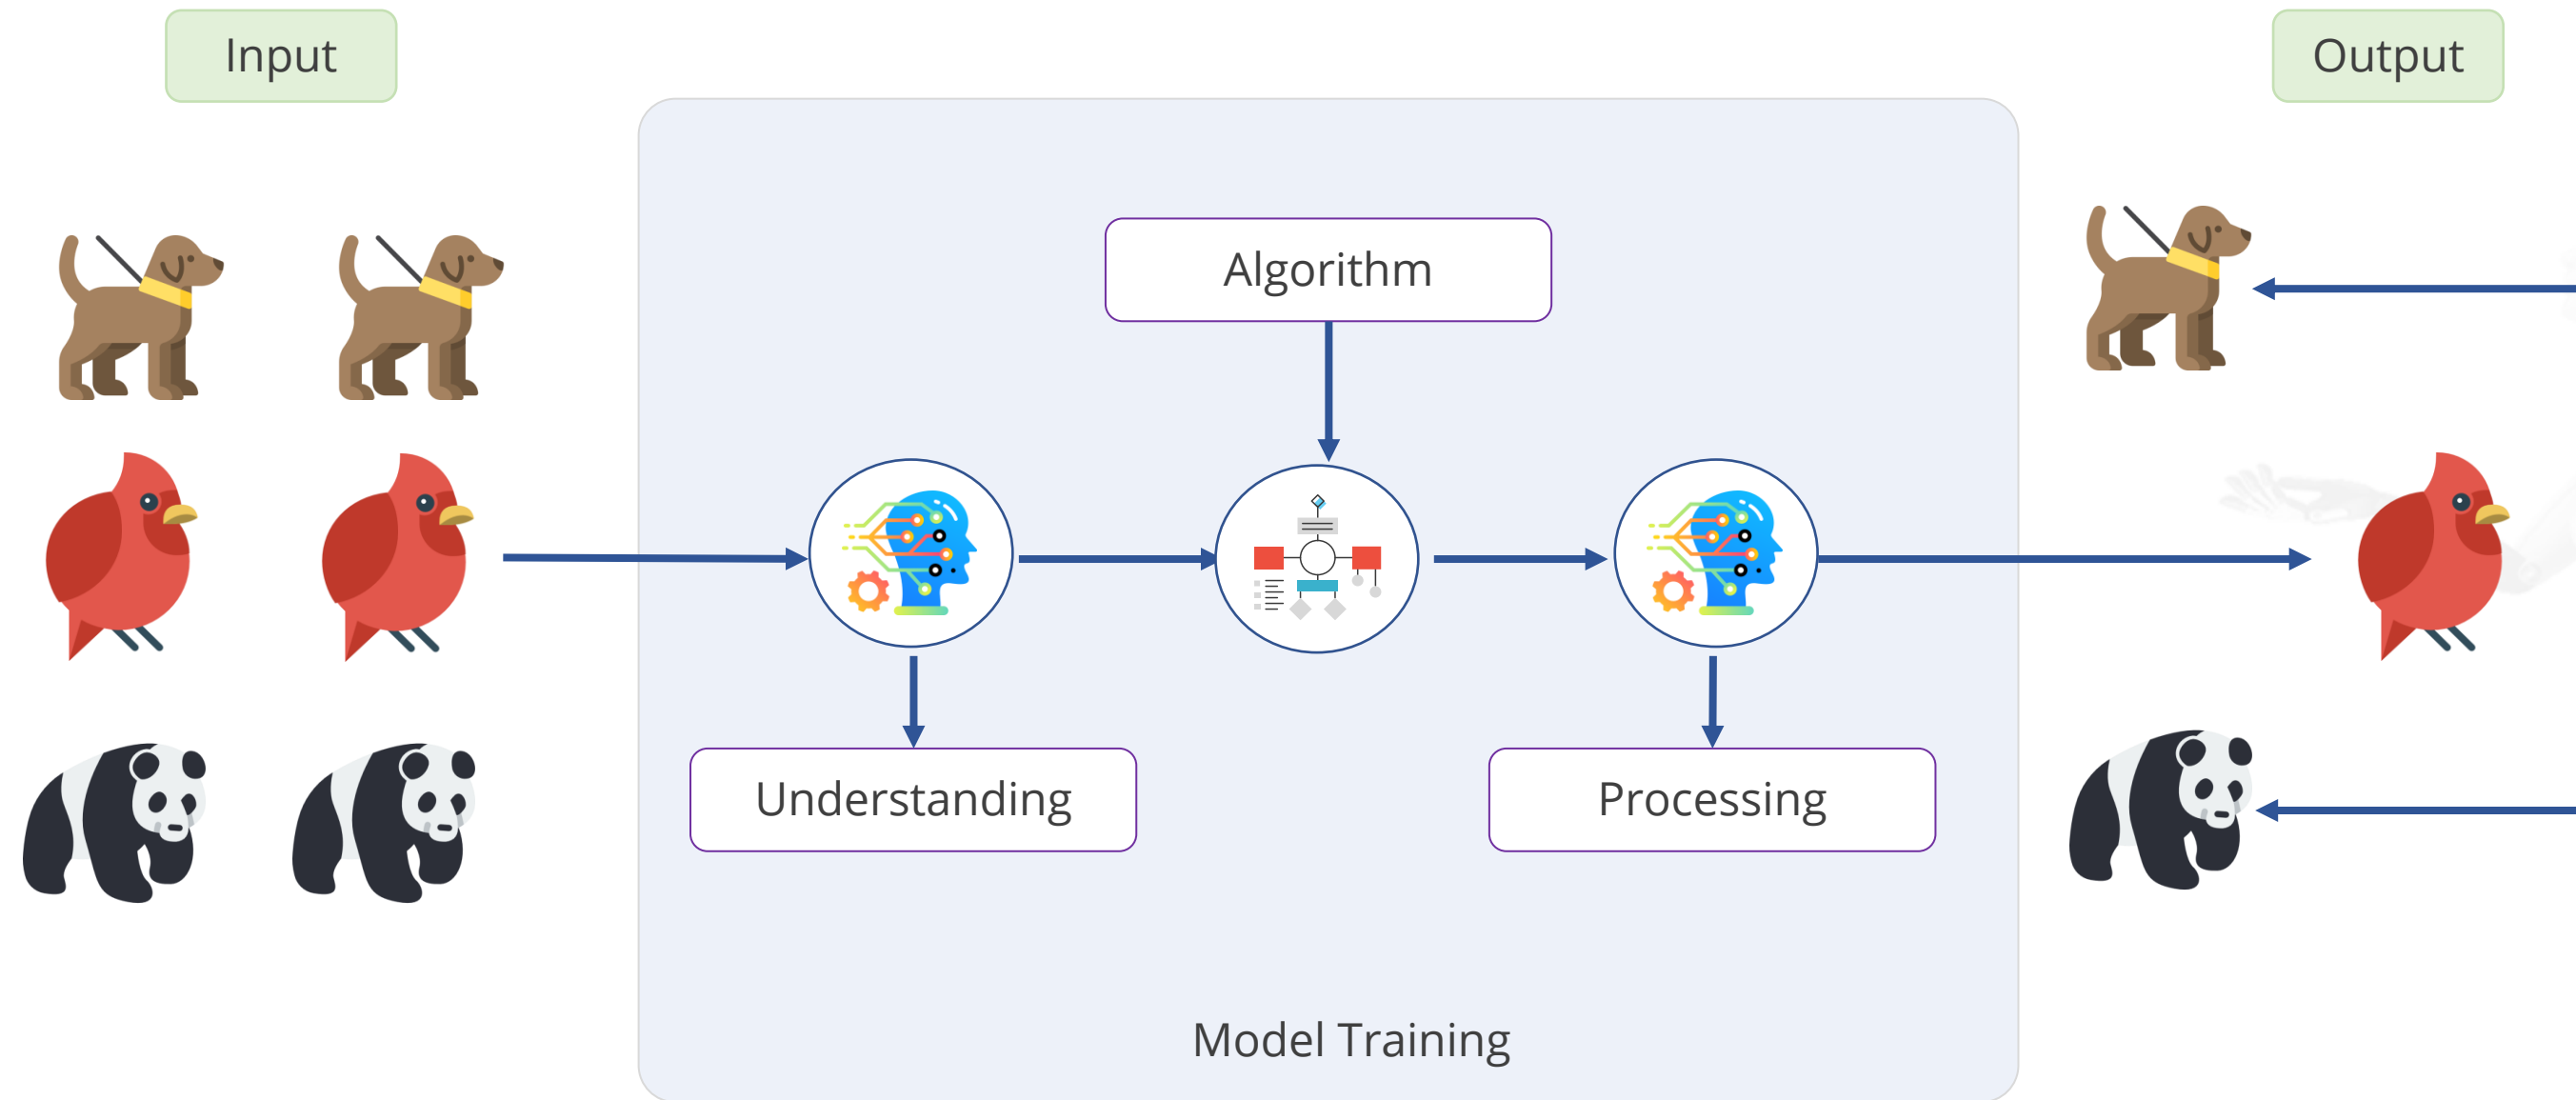 Input
Output
Algorithm
Understanding
Processing
Model Training